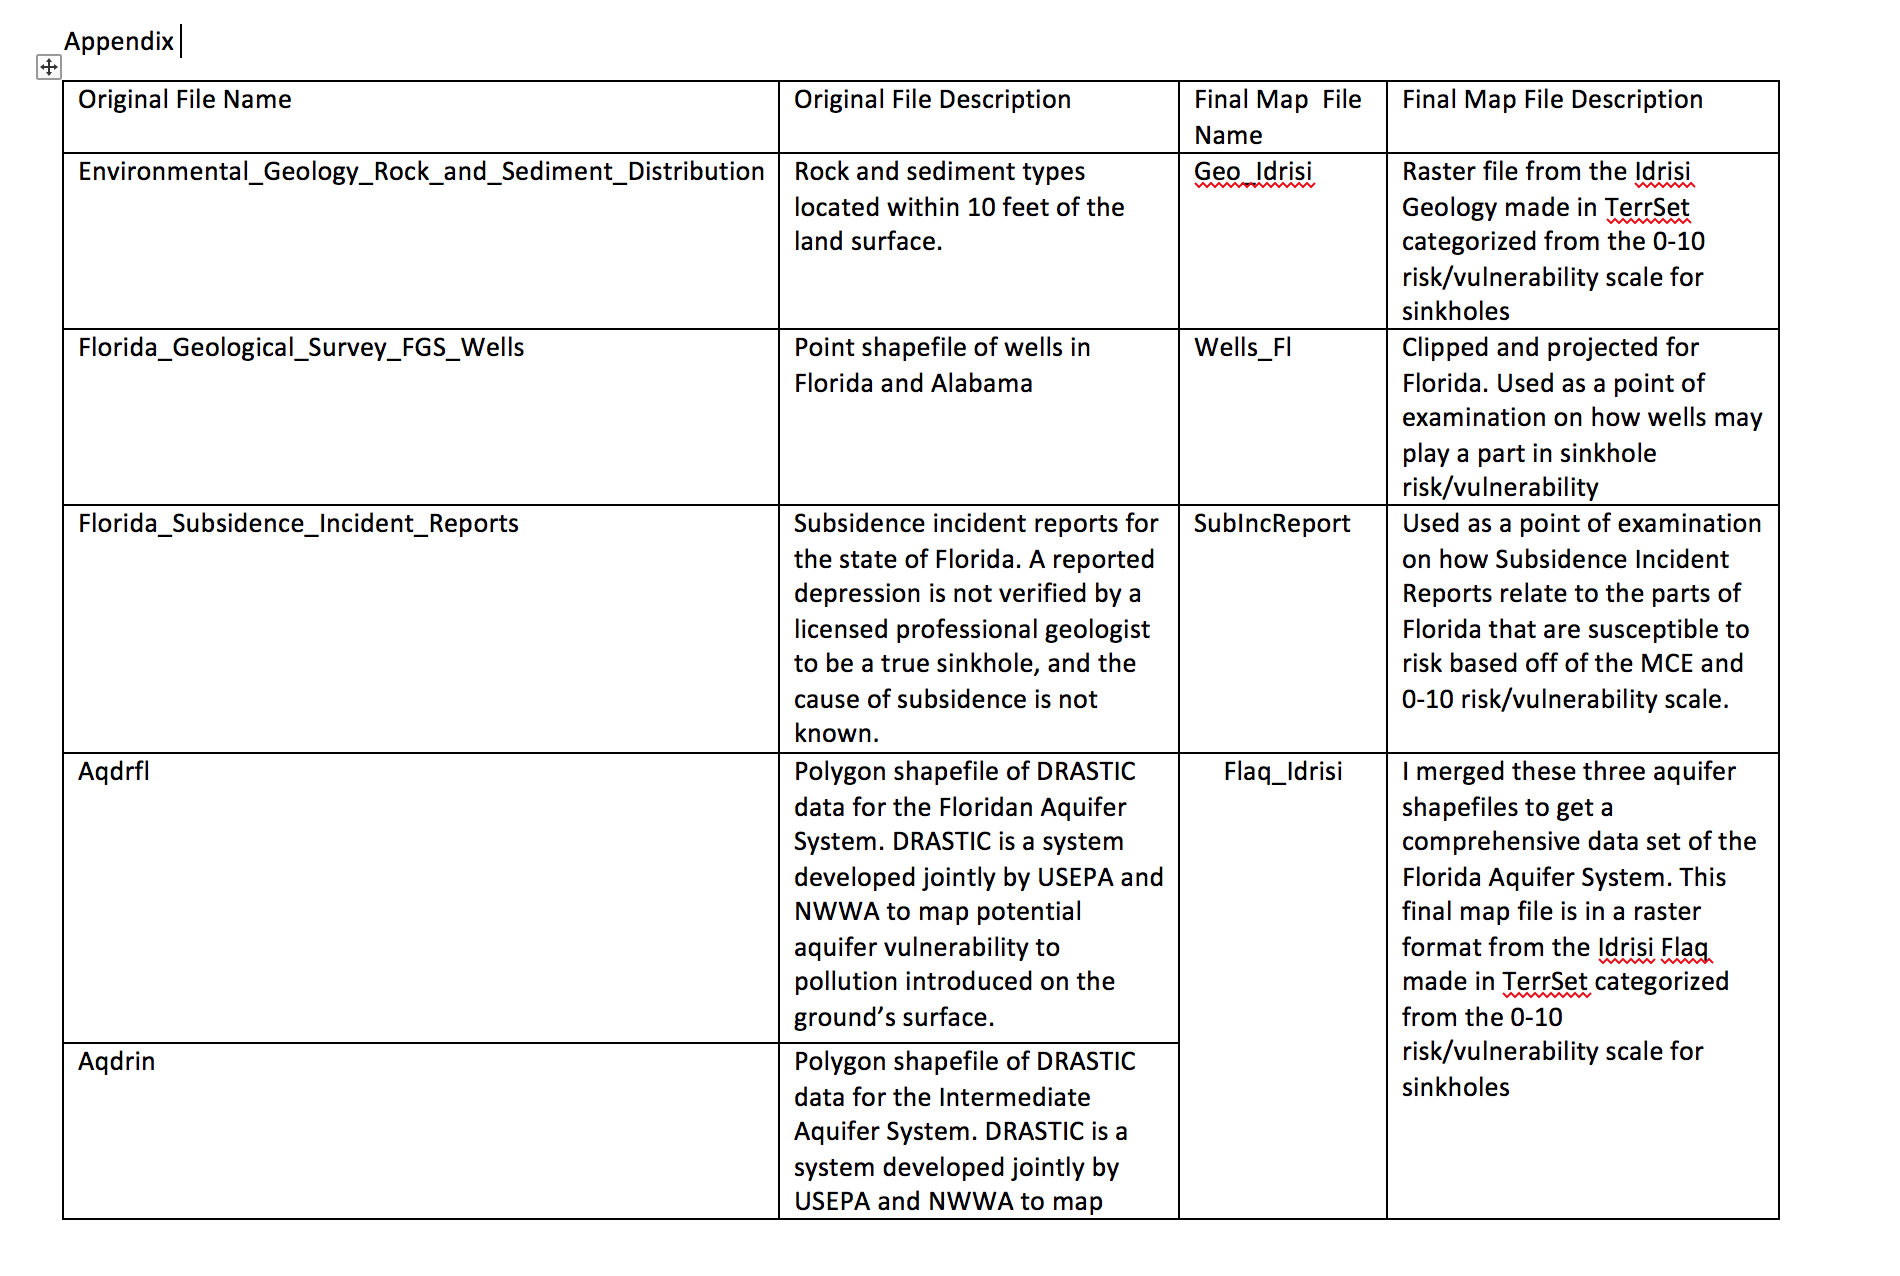 Appendix
Original File Name
Original File Description
Final Map  File
Name
Final Map File Description
Environmental_Geology_Rock_and_Sediment_Distribution
Rock and sediment types
located within 10 feet of the
land surface.
Geo_Idrisi
Raster file from the Idrisi
Geology made in TerrSet
categorized from the 0-10
risk/vulnerability scale for
sinkholes
Florida_Geological_Survey_FGS_Wells
Point shapefile of wells in
Florida and Alabama
Wells_Fl
Clipped and projected for
Florida. Used as a point of
examination on how wells may
play a part in sinkhole
risk/vulnerability
Florida_Subsidence_Incident_Reports
Subsidence incident reports for
the state of Florida. A reported
depression is not verified by a
licensed professional geologist
to be a true sinkhole, and the
cause of subsidence is not
known.
SubIncReport
Used as a point of examination
on how Subsidence Incident
Reports relate to the parts of
Florida that are susceptible to
risk based off of the MCE and
0-10 risk/vulnerability scale.
Aqdrfl
Polygon shapefile of DRASTIC
data for the Floridan Aquifer
System. DRASTIC is a system
developed jointly by USEPA and
NWWA to map potential
aquifer vulnerability to
pollution introduced on the
ground’s surface.
Flaq_Idrisi
I merged these three aquifer
shapefiles to get a
comprehensive data set of the
Florida Aquifer System. This
final map file is in a raster
format from the Idrisi Flaq
made in TerrSet categorized
from the 0-10
risk/vulnerability scale for
sinkholes
Aqdrin
Polygon shapefile of DRASTIC
data for the Intermediate
Aquifer System. DRASTIC is a
system developed jointly by
USEPA and NWWA to map